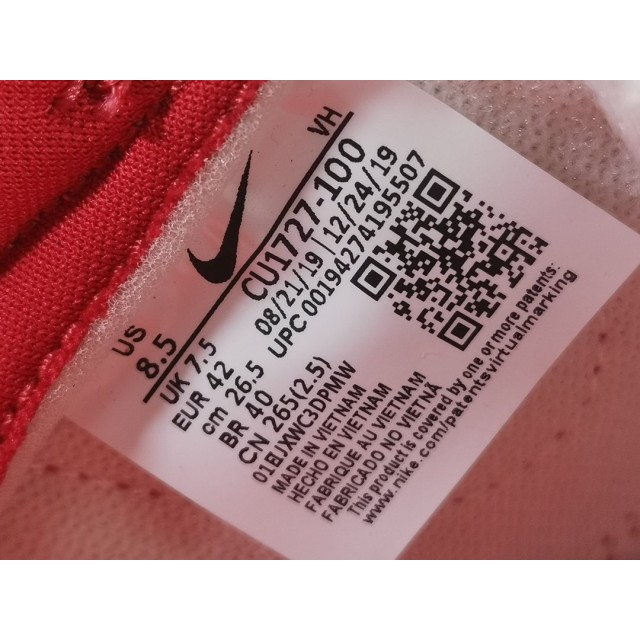 VH
CU1727-100
08/21/19 | 12/24/19
UPC 00194274195507
US
8.5
UK 7.5
EUR 42
cm 26.5
BR 40
CN 265(2.5)
MADE IN VIETNAM
HECHO EN VIETNAM
FABRIQUE AU VIETNAM
FABRICADO NO VIETNÃ
This product is covered by one or more patents:
www.nike.com/patentsvirtualmarking